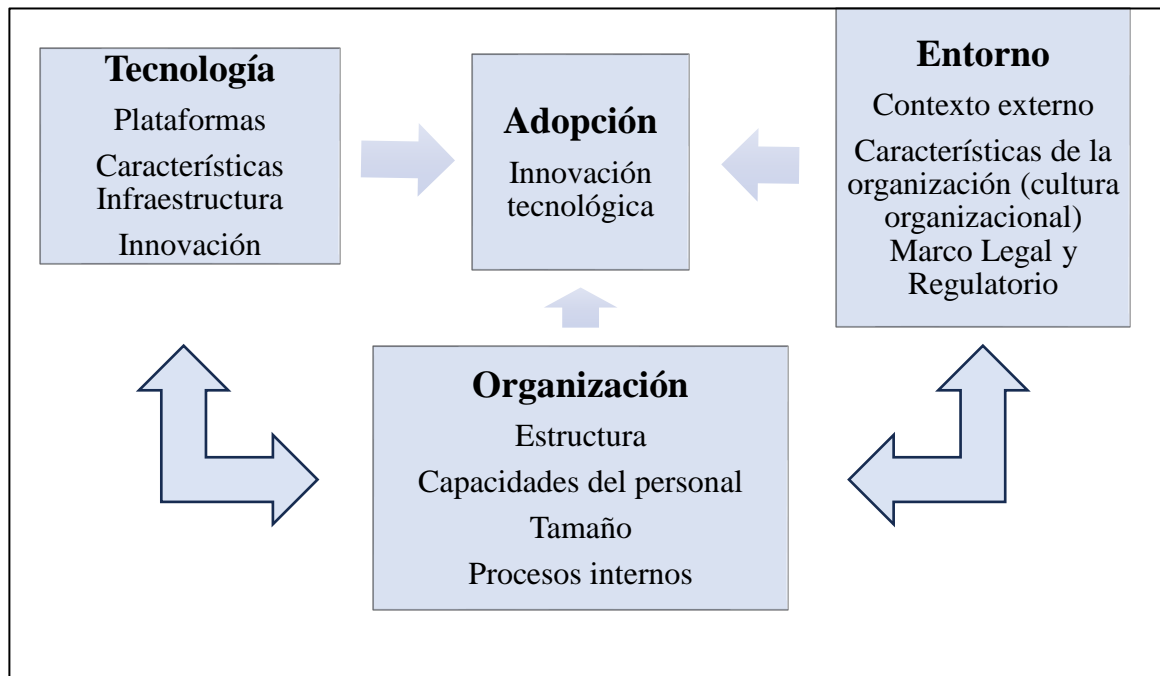 Tecnología
Plataformas
Características
Infraestructura
Innovación
Adopción
Innovación
tecnológica
Entorno
Contexto externo
Características de la
organización (cultura
organizacional)
Marco Legal y
Regulatorio
Organización
Estructura
Capacidades del personal
Tamaño
Procesos internos